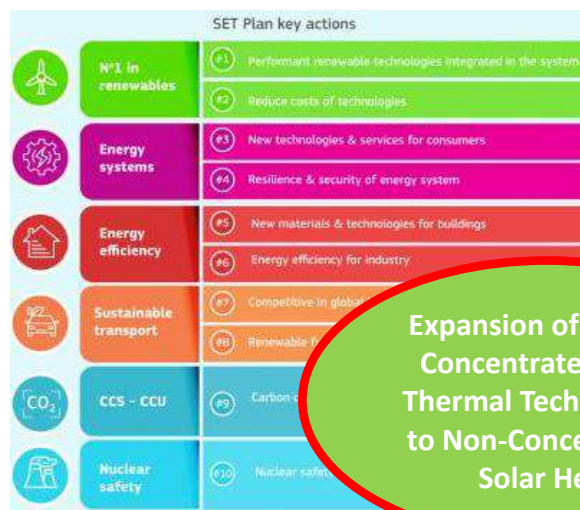 SET Plan key actions
Nº1 in
renewables
#1 Performant renewable technologies integrated in the system
#2 Reduce costs of technologies
Energy
systems
#3 New technologies & services for consumers
#4 Resilience & security of energy system
Energy
efficiency
#5 New materials & technologies for buildings
#6 Energy efficiency for industry
Sustainable
transport
#7 Competitive in global
#8 Renewable
CO2
CCS - CCU
#9 Carbon
Nuclear
safety
#10 Nuclear safety
Expansion of
Concentrate
Thermal Tech
to Non-Conce
Solar He